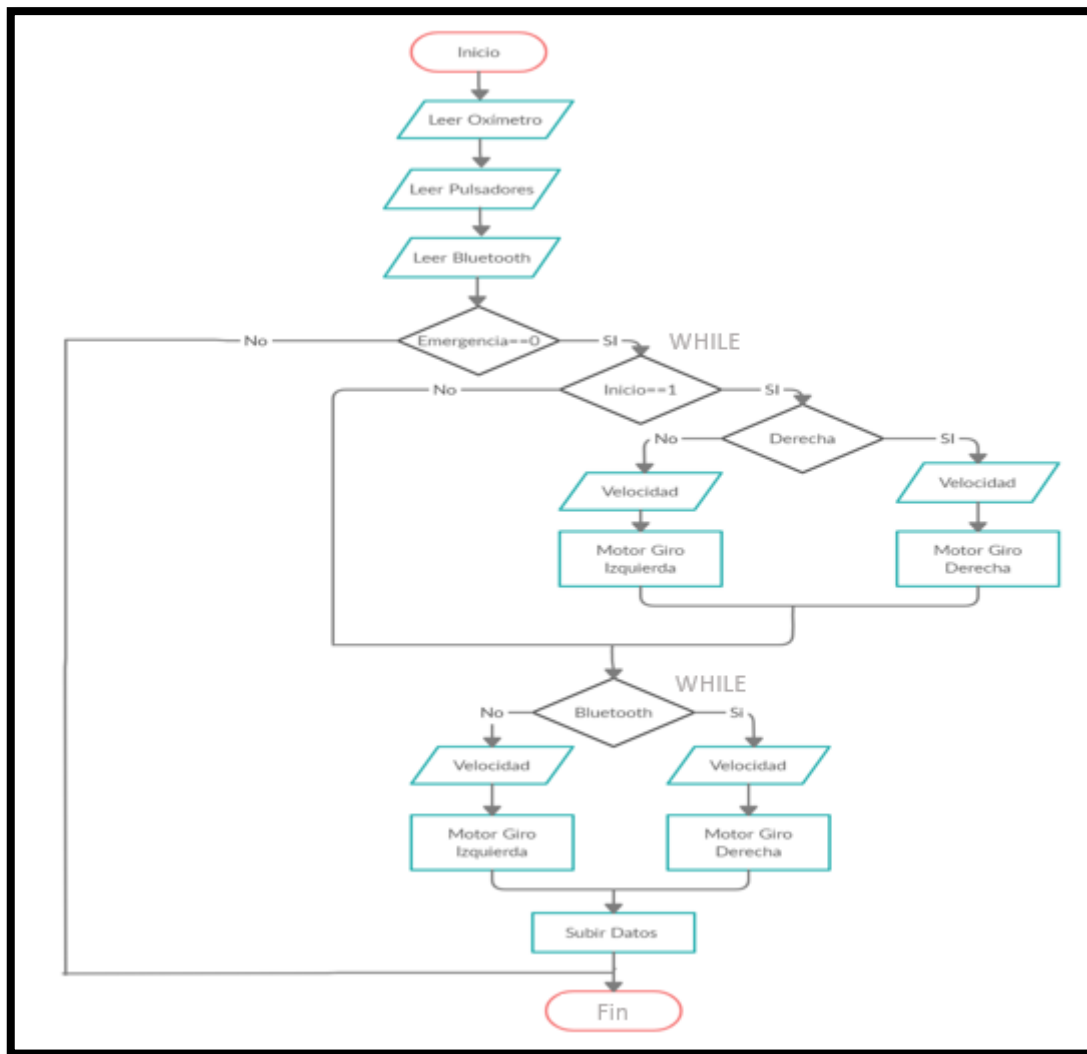 Inicio
Leer Oxímetro
Leer Pulsadores
Leer Bluetooth
Emergencia==0
No
SI
WHILE
Inicio==1
No
SI
Derecha
No
SI
Velocidad
Velocidad
Motor Giro
Izquierda
Motor Giro
Derecha
WHILE
Bluetooth
No
Si
Velocidad
Velocidad
Motor Giro
Izquierda
Motor Giro
Derecha
Subir Datos
Fin